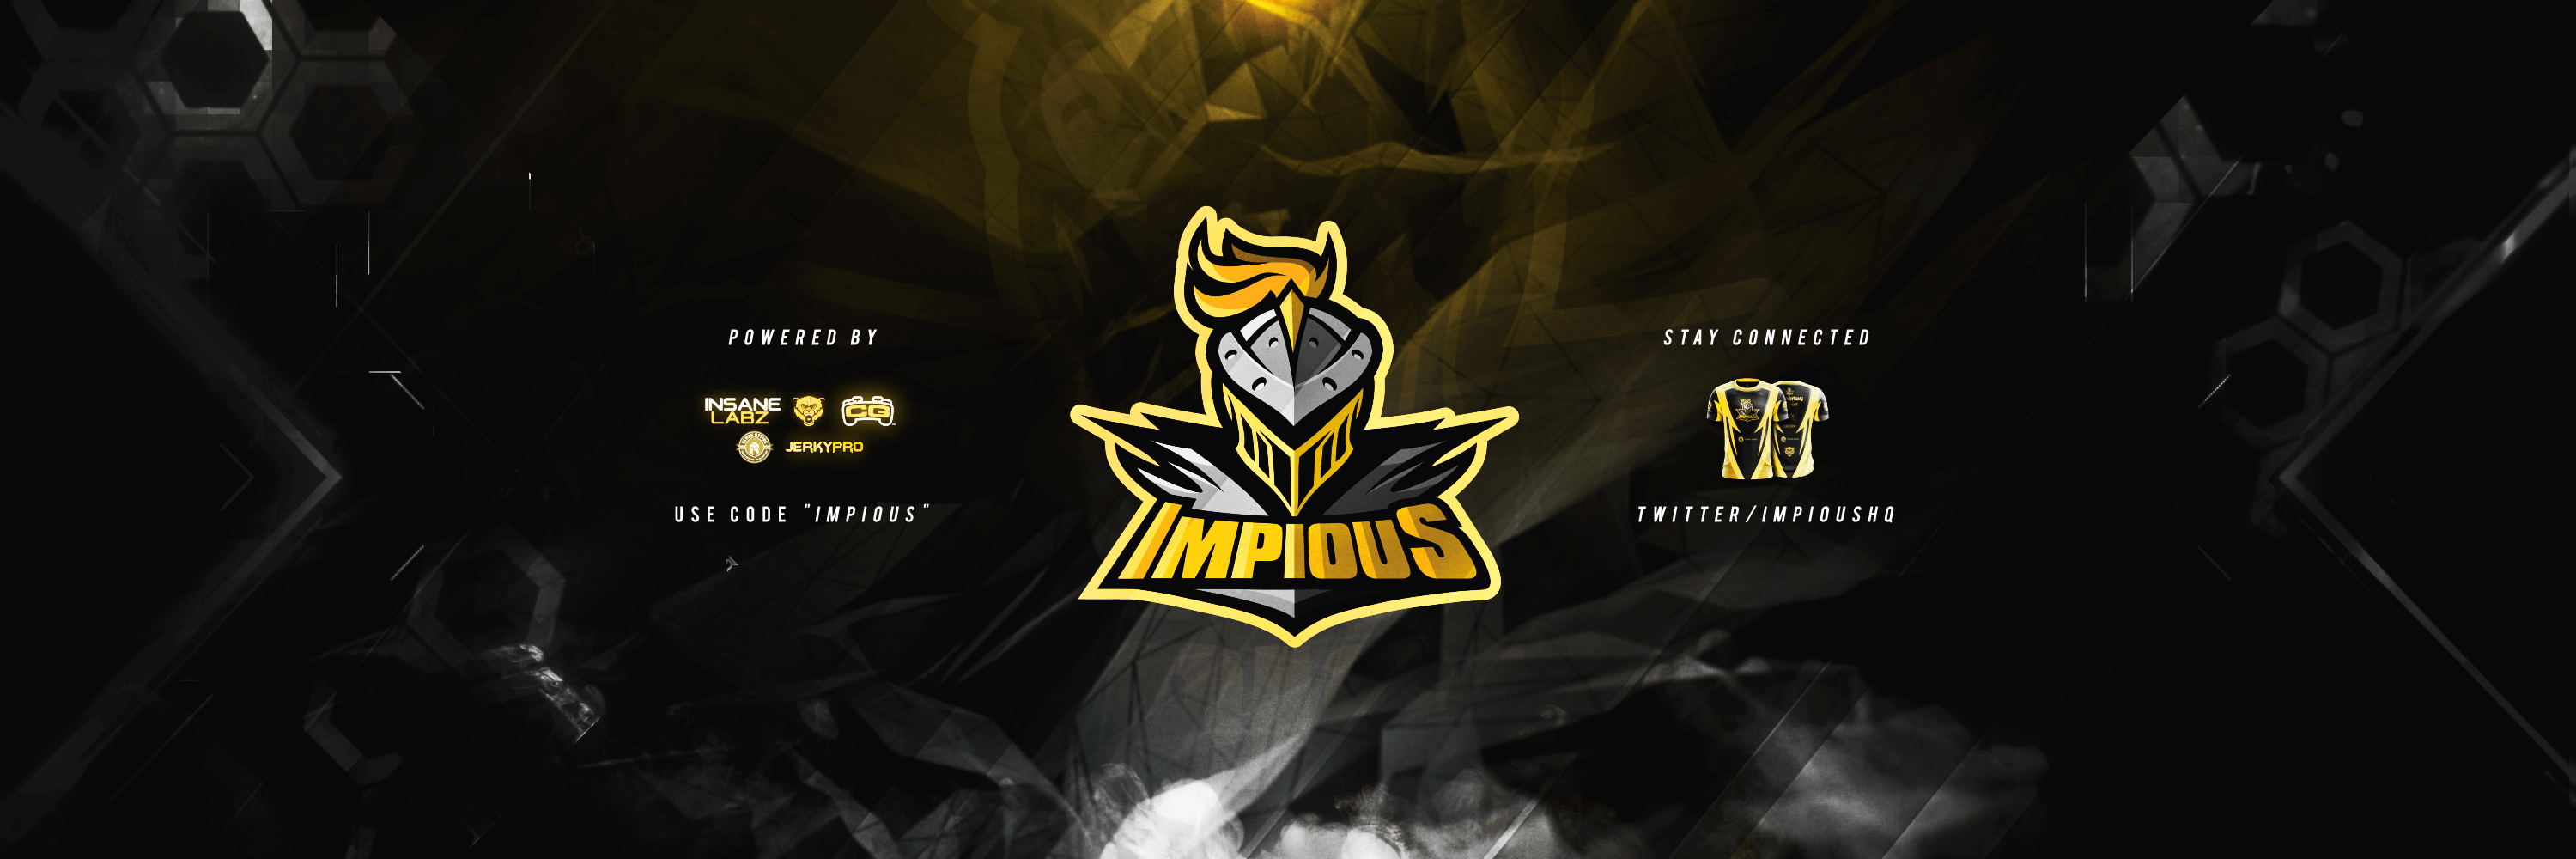 POWERED BY
INSANE
LABZ
CG
JERKYPRO
USE CODE "IMPIOUS"
IMPIOUS
STAY CONNECTED
TWITTER/IMPIOUSHQ